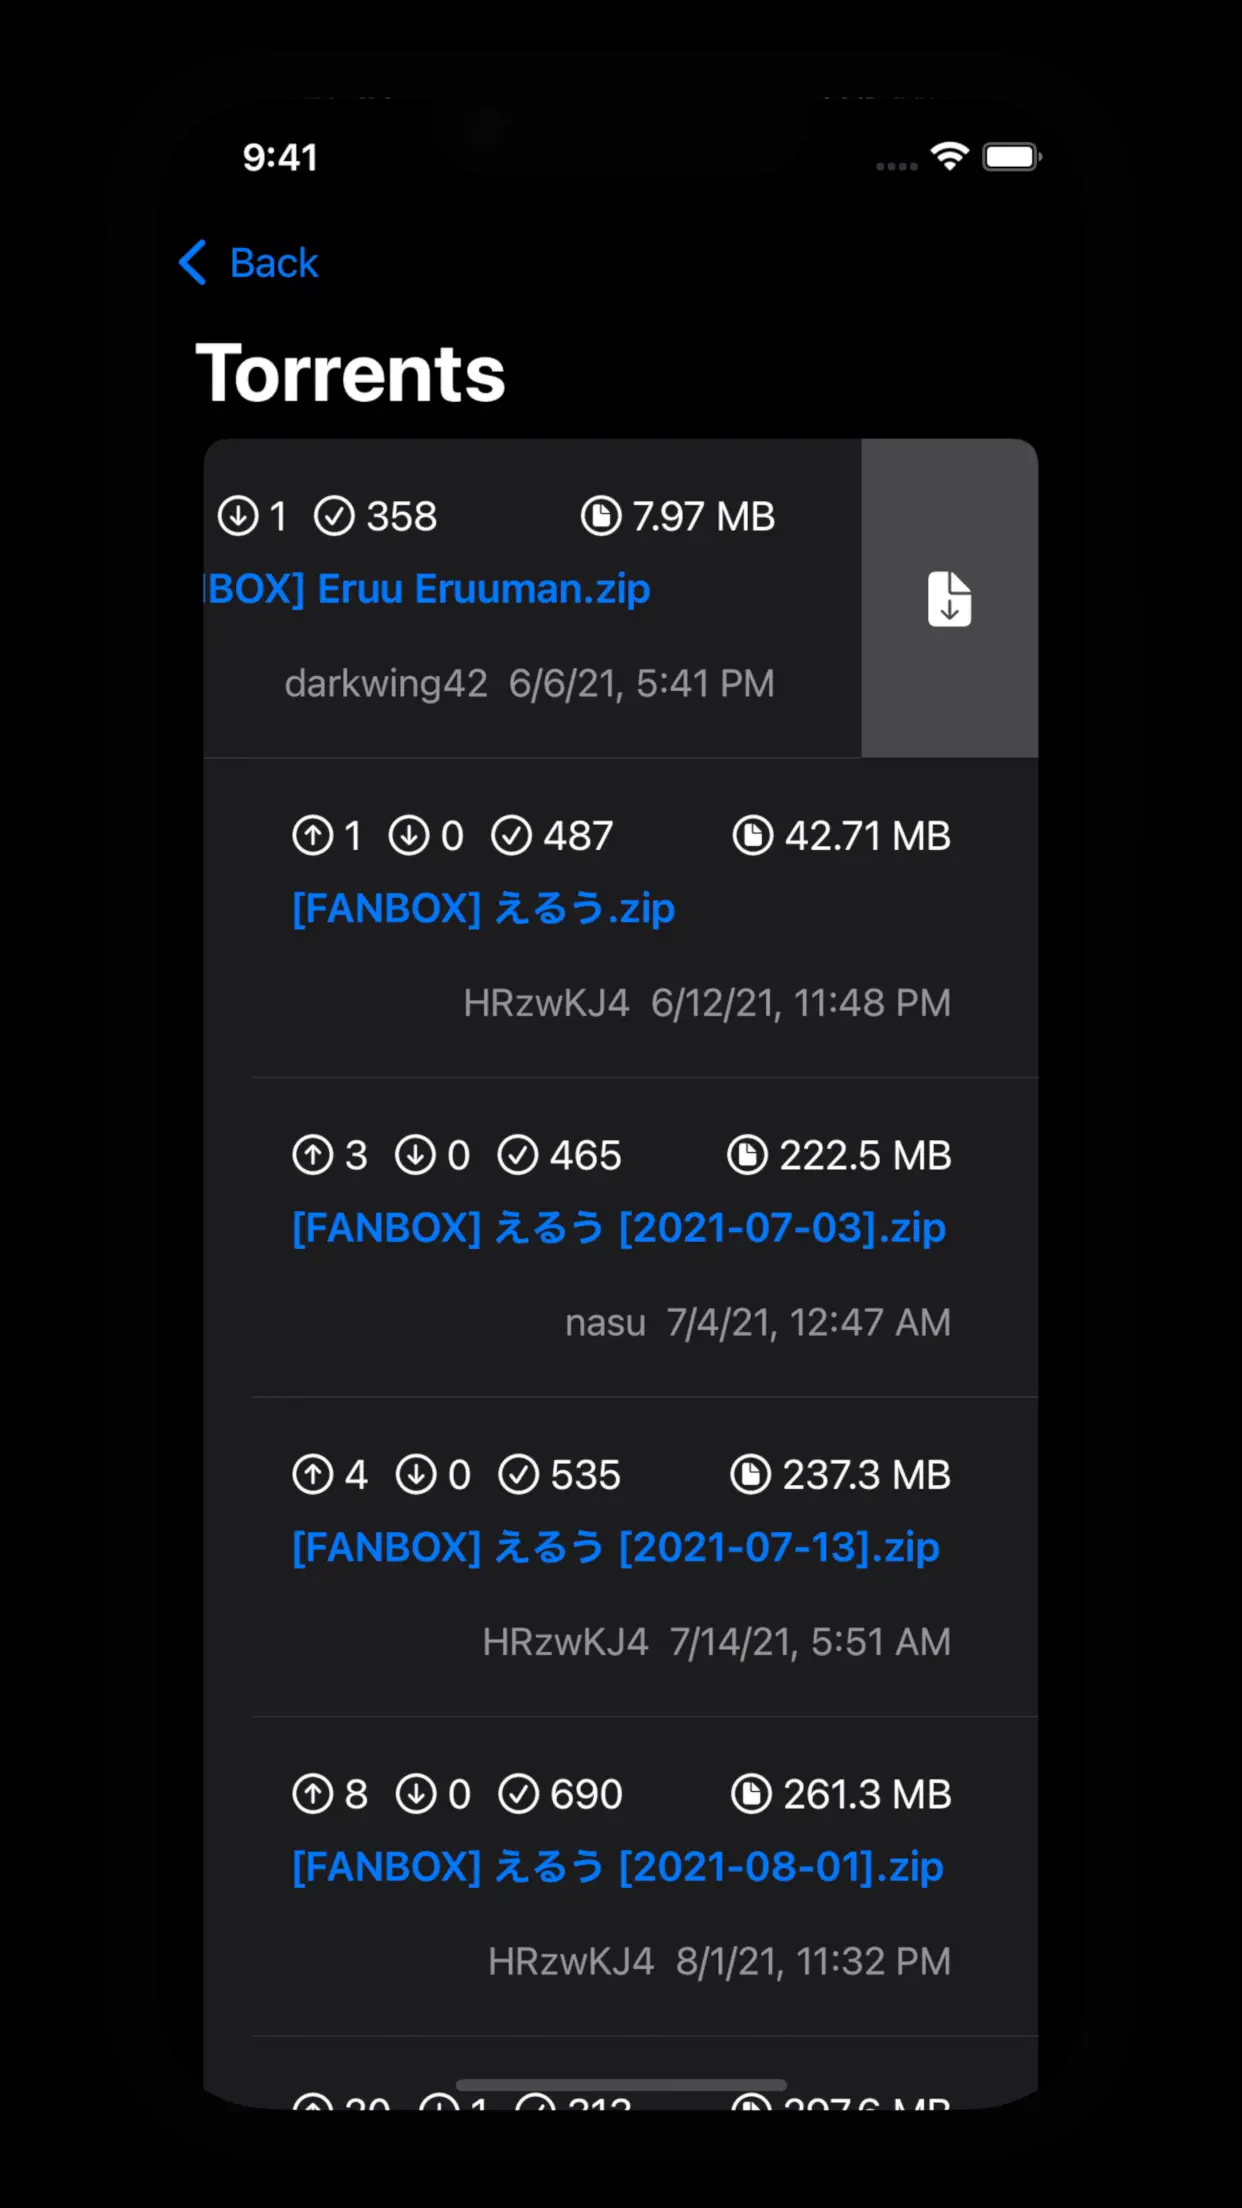 9:41
Back
Torrents
1 358 7.97 MB
BOX] Eruu Eruuman.zip
darkwing42 6/6/21, 5:41 PM
1 0 487 42.71 MB
[FANBOX] えるう.zip
HRzwKJ4 6/12/21, 11:48 PM
3 0 465 222.5 MB
[FANBOX] えるう [2021-07-03].zip
nasu 7/4/21, 12:47 AM
4 0 535 237.3 MB
[FANBOX] えるう [2021-07-13].zip
HRzwKJ4 7/14/21, 5:51 AM
8 0 690 261.3 MB
[FANBOX] えるう [2021-08-01].zip
HRzwKJ4 8/1/21, 11:32 PM